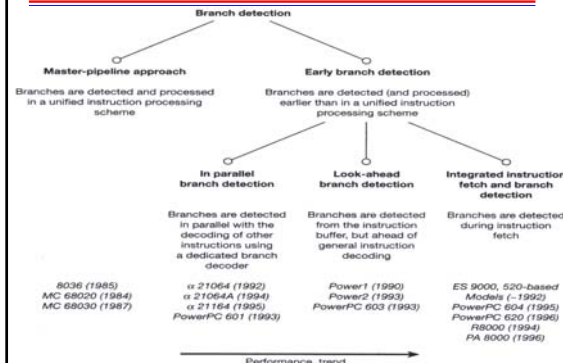 Branch detection
Master-pipeline approach
Branches are detected and processed
in a unified instruction processing
scheme
Early branch detection
Branches are detected (and processed)
earlier than in a unified instruction
processing scheme
In parallel
branch detection
Branches are detected
in parallel with the
decoding of other
instructions using
a dedicated branch
decoder
Look-ahead
branch detection
Branches are detected
from the instruction
buffer, but ahead of
general instruction
decoding
Integrated instruction
fetch and branch
detection
Branches are detected
during instruction
fetch
8036 (1985)
MC 68020 (1984)
MC 68030 (1987)
α 21064 (1992)
α 21064A (1994)
α 21164 (1995)
PowerPC 601 (1993)
Power1 (1990)
Power2 (1993)
PowerPC 603 (1993)
ES 9000, 520-based
Models (~1992)
PowerPC 604 (1995)
PowerPC 620 (1996)
R8000 (1994)
PA 8000 (1996)
Performance, trend